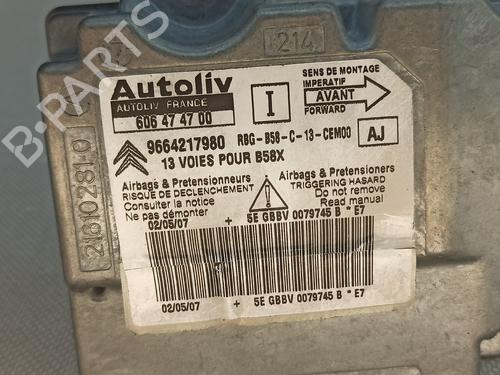 214
Autoliv
AUTOLIV FRANCE
606 47 47 00
I
SENS DE MONTAGE
IMPERATIF
AVANT
FORWARD
9664217980 RBG-B58-C-13-CEM00
AJ
13 VOIES POUR B58X
Airbags & Pretensionneurs
RISQUE DE DECLENCHEMENT
Consulter la notice
Ne pas démonter
Airbags & Pretensioners
TRIGGERING HASARD
Do not remove
Read manual
02/05/07 + 5E GBBV 0079745 B * E7
02/05/07 + 5E GBBV 0079745 B * E7
B-PARTS